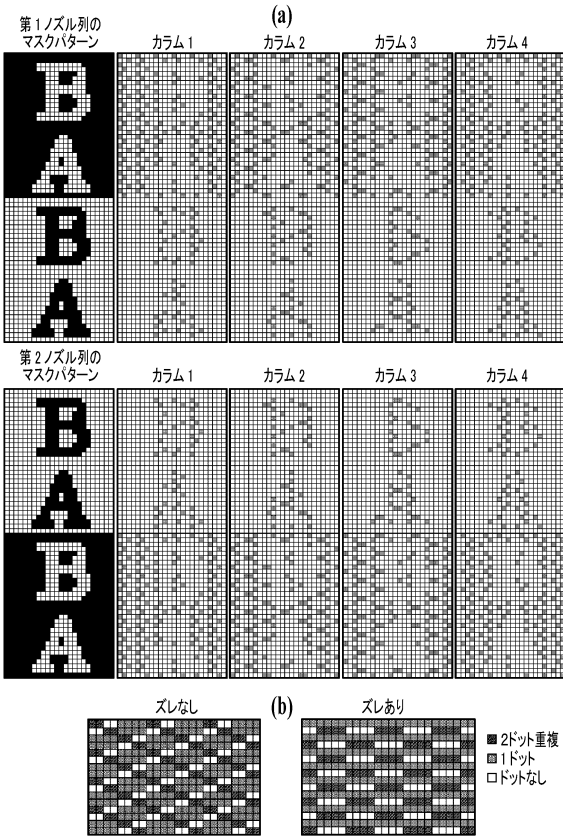 (a)
第1ノズル列の
マスクパターン
カラム1
カラム2
カラム3
カラム4
B
A
B
A
第2ノズル列の
マスクパターン
カラム1
カラム2
カラム3
カラム4
B
A
B
A
(b)
ズレなし
ズレあり
2ドット重複
1ドット
ドットなし